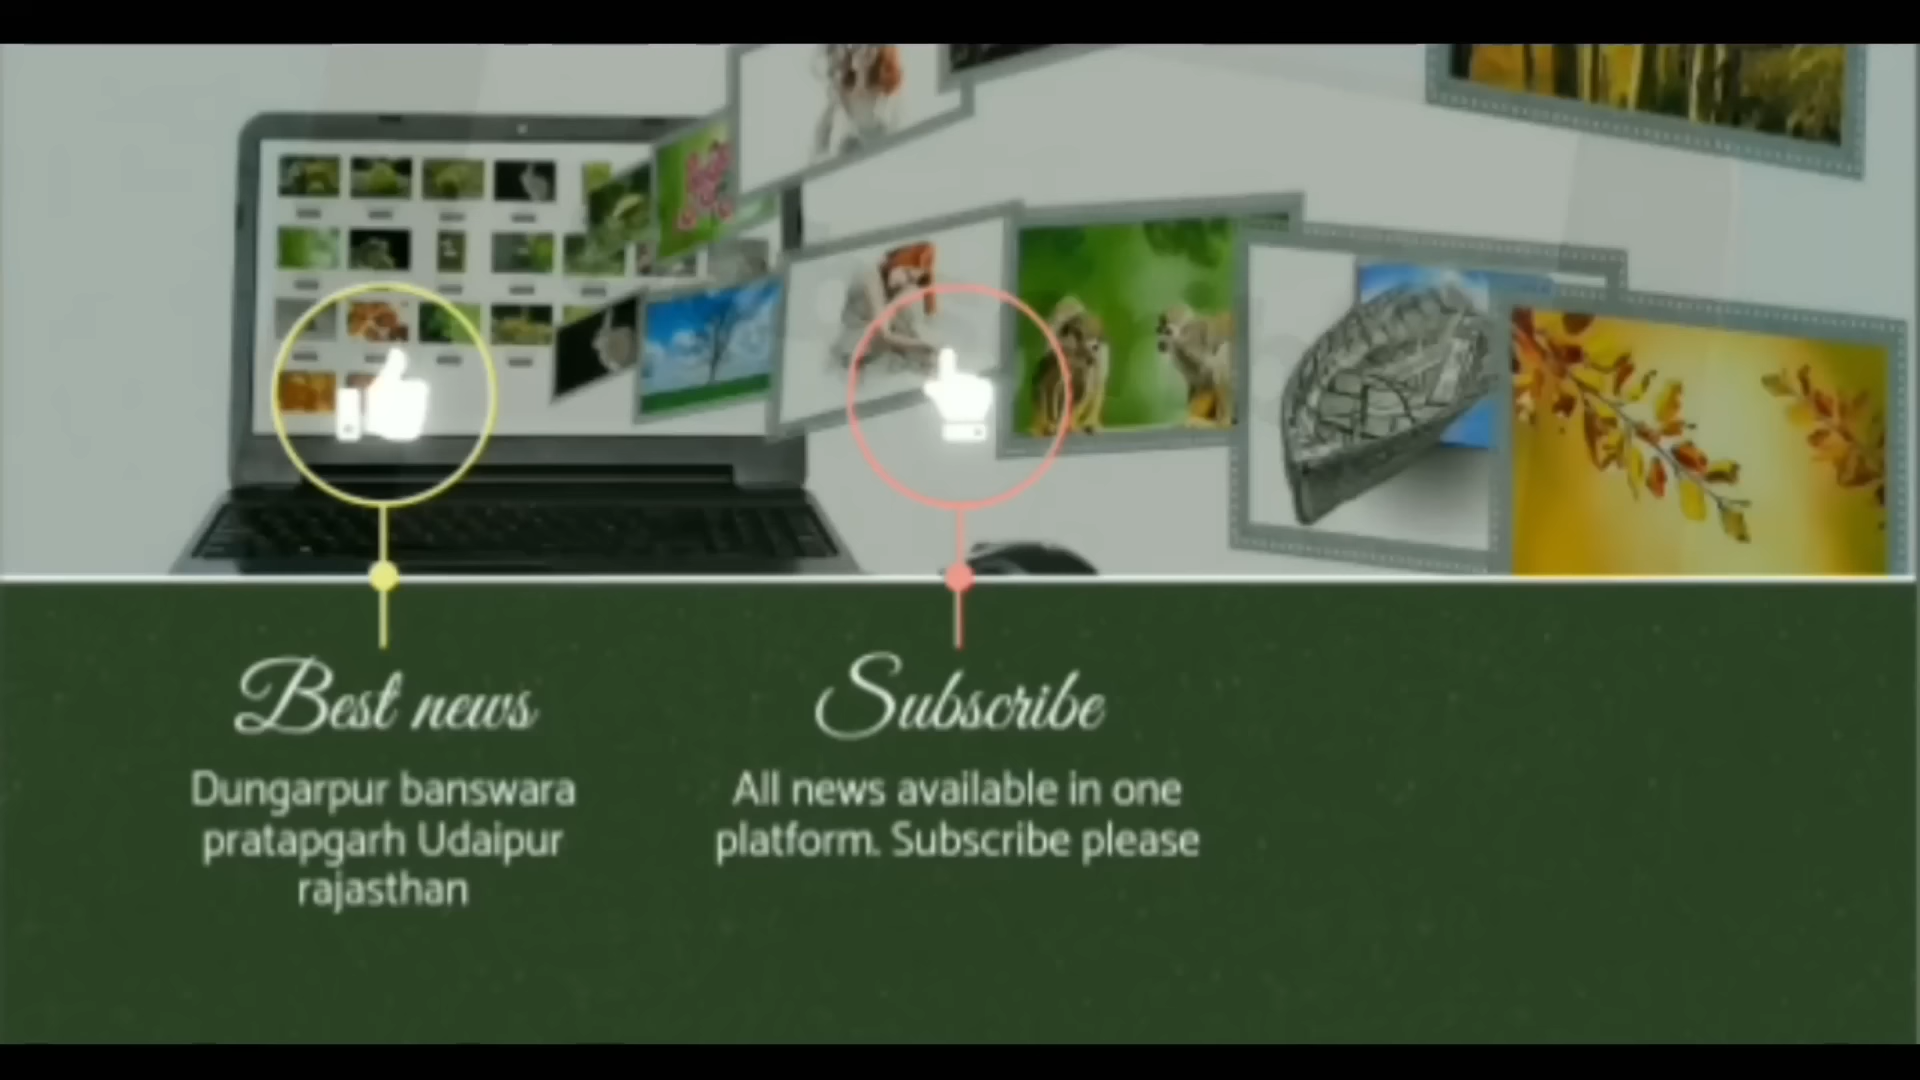 Best news
Dungarpur banswara
pratapgarh Udaipur
rajasthan
Subscribe
All news available in one
platform. Subscribe please